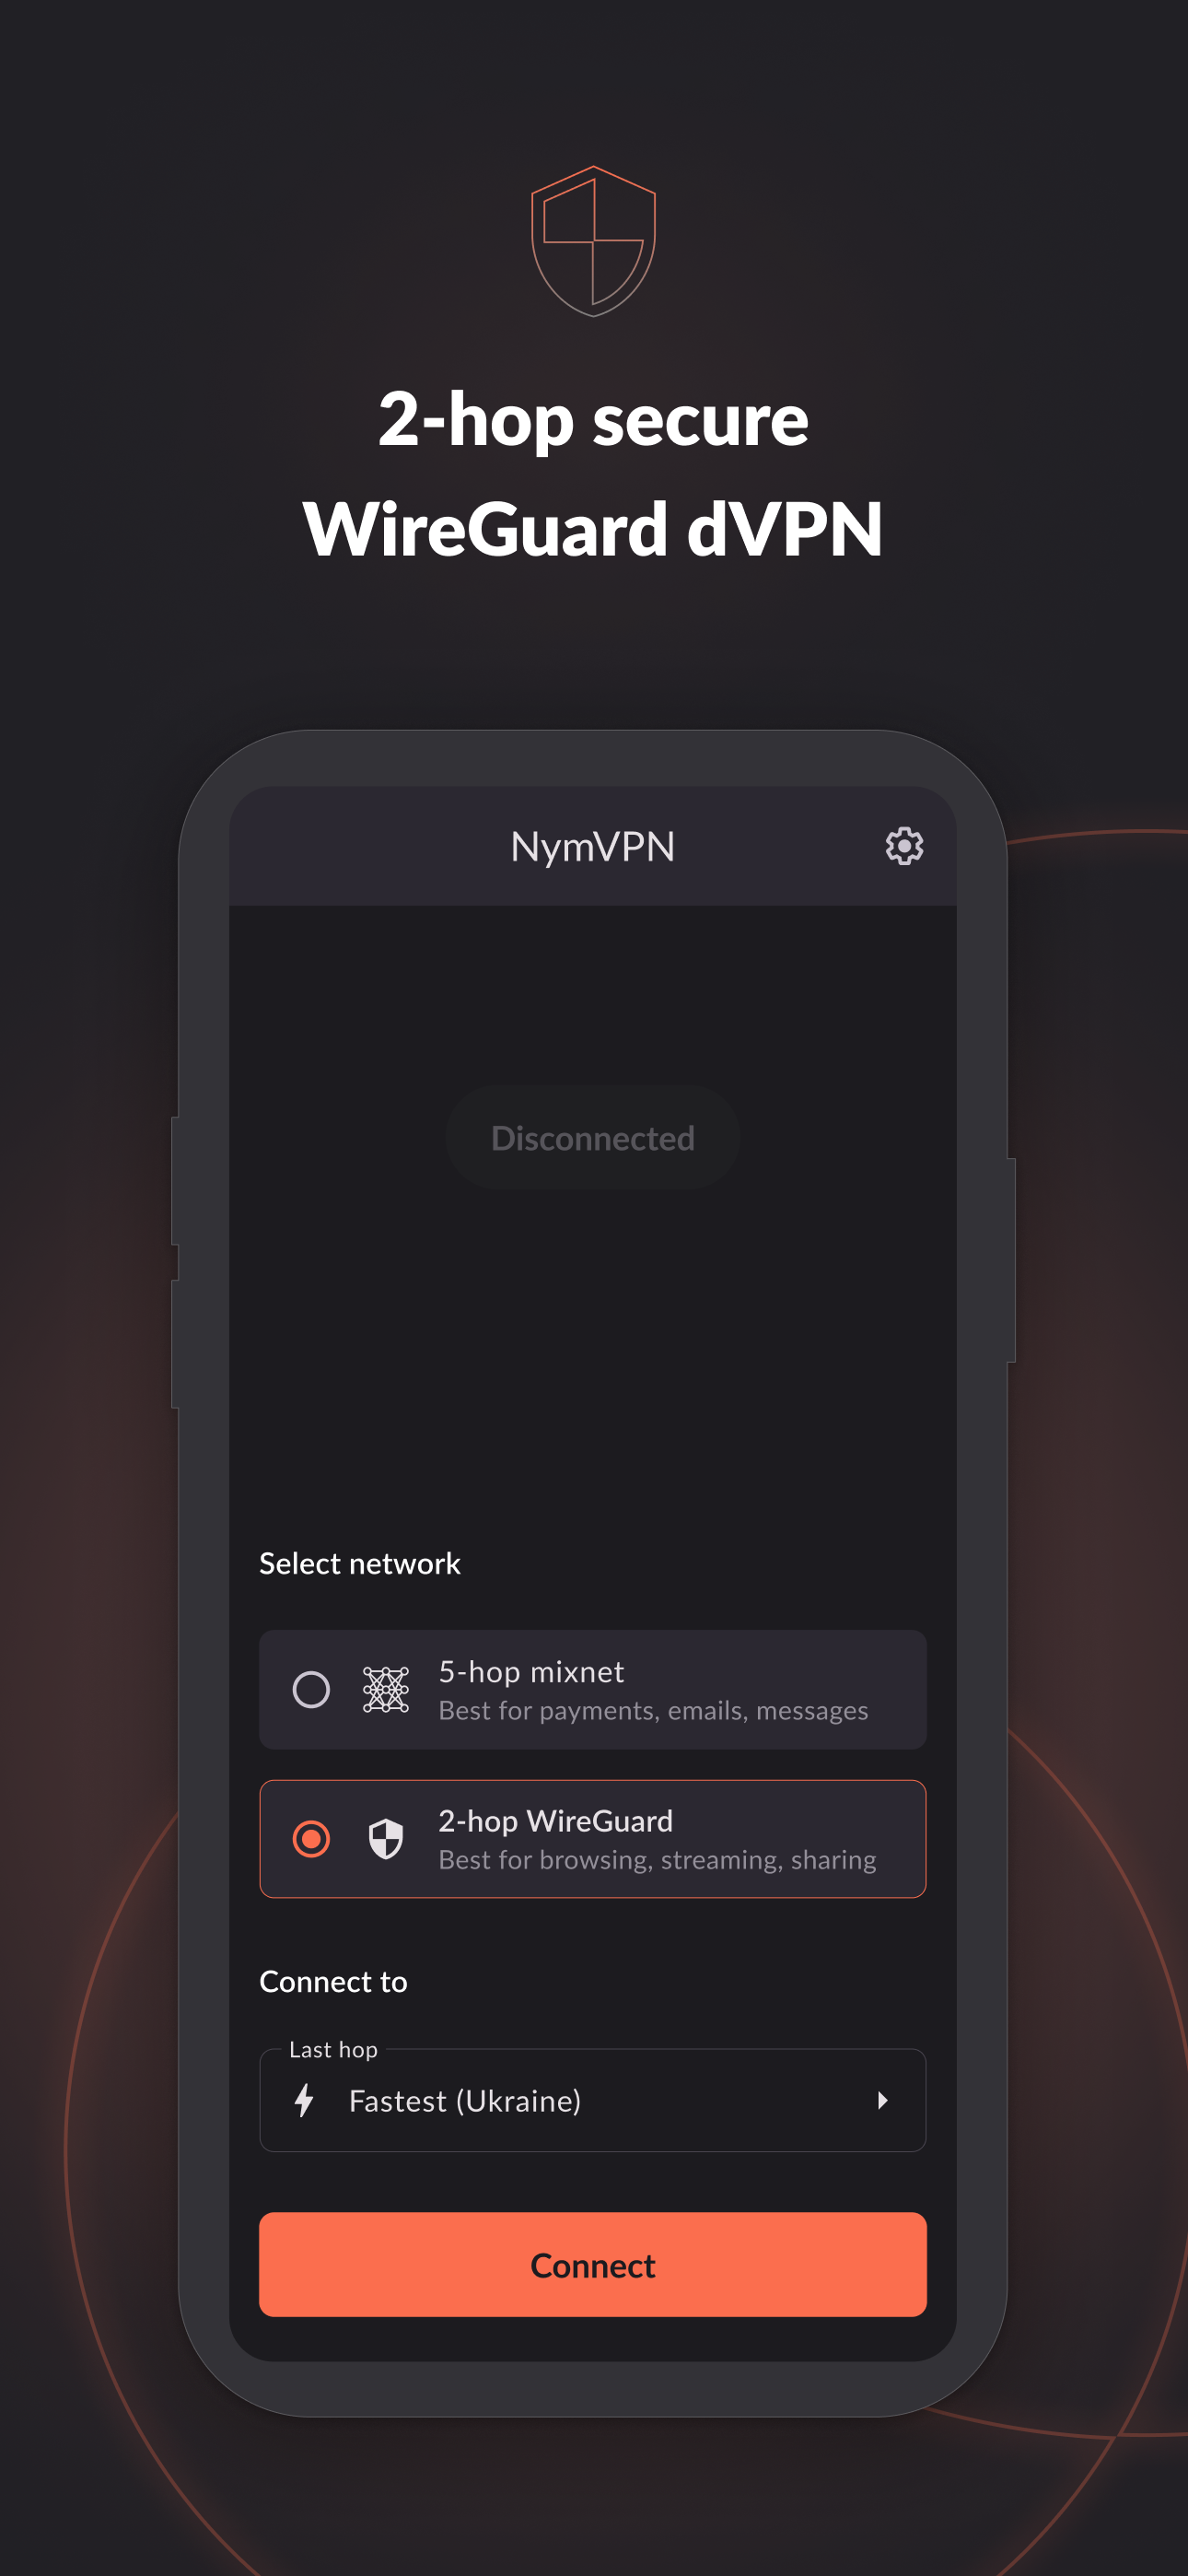 2-hop secure
WireGuard dVPN
NymVPN
Disconnected
Select network
5-hop mixnet
Best for payments, emails, messages
2-hop WireGuard
Best for browsing, streaming, sharing
Connect to
Last hop
Fastest (Ukraine)
Connect